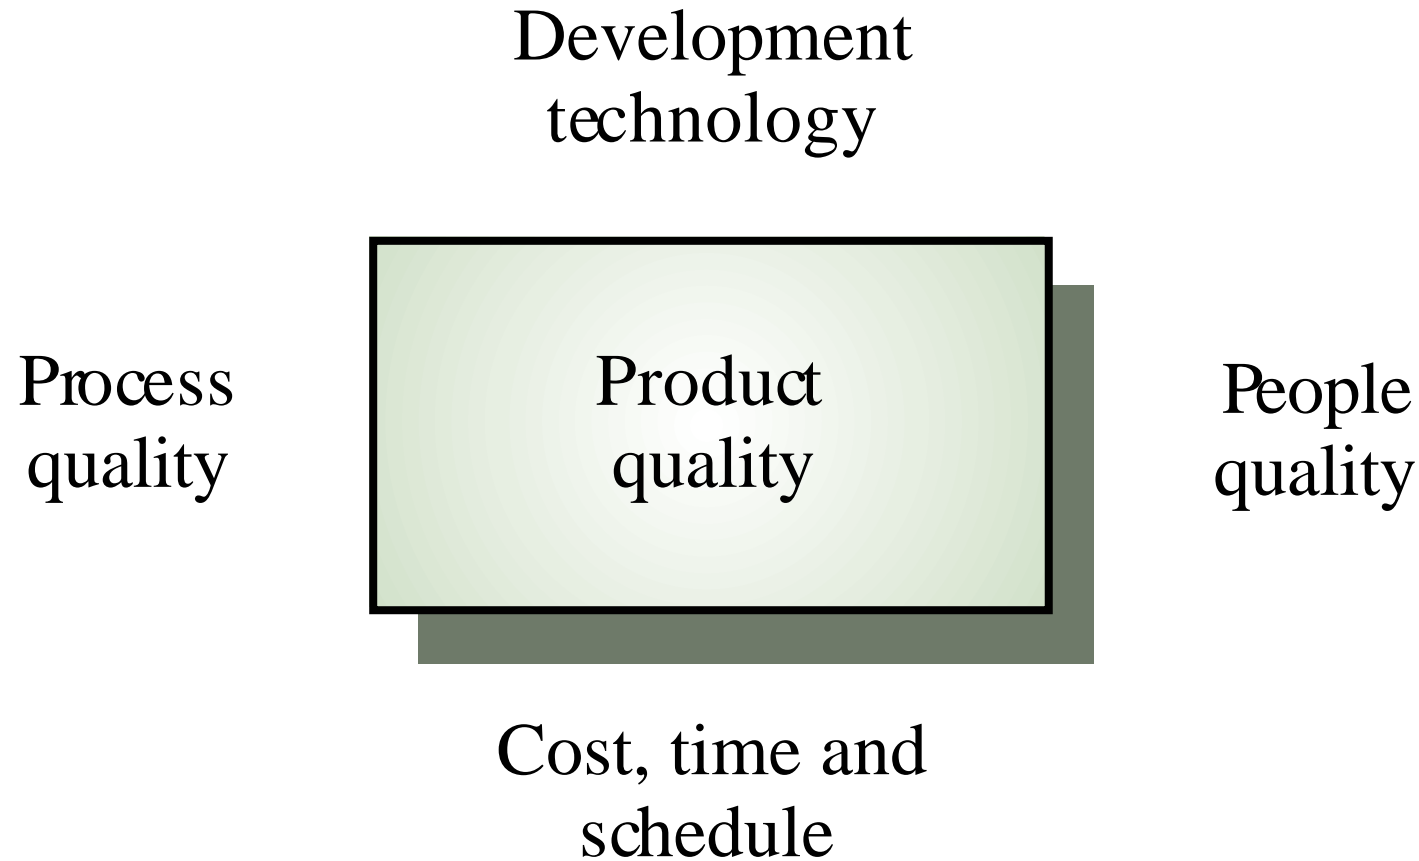 Development
technology
Process
quality
Product
quality
People
quality
Cost, time and
schedule